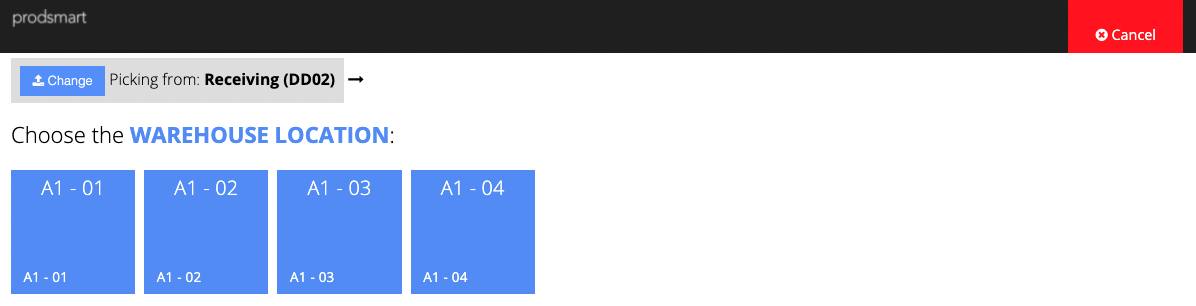 prodsmart
Cancel
Change Picking from: Receiving (DD02)
Choose the WAREHOUSE LOCATION:
A1 - 01 A1 - 02 A1 - 03 A1 - 04
A1 - 01 A1 - 02 A1 - 03 A1 - 04